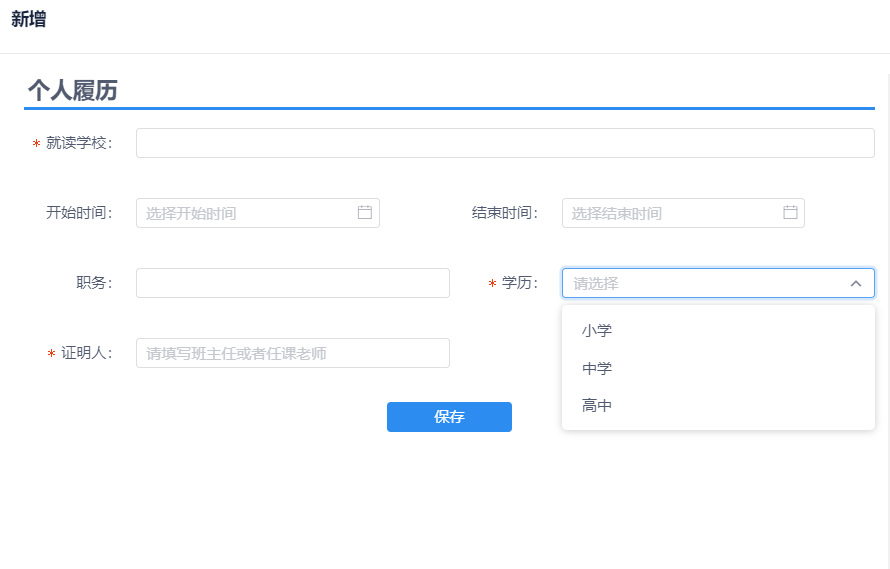 新增
个人履历
* 就读学校：
开始时间： 选择开始时间 结束时间： 选择结束时间
职务： * 学历： 请选择
小学
* 证明人： 请填写班主任或者任课老师
中学
高中
保存